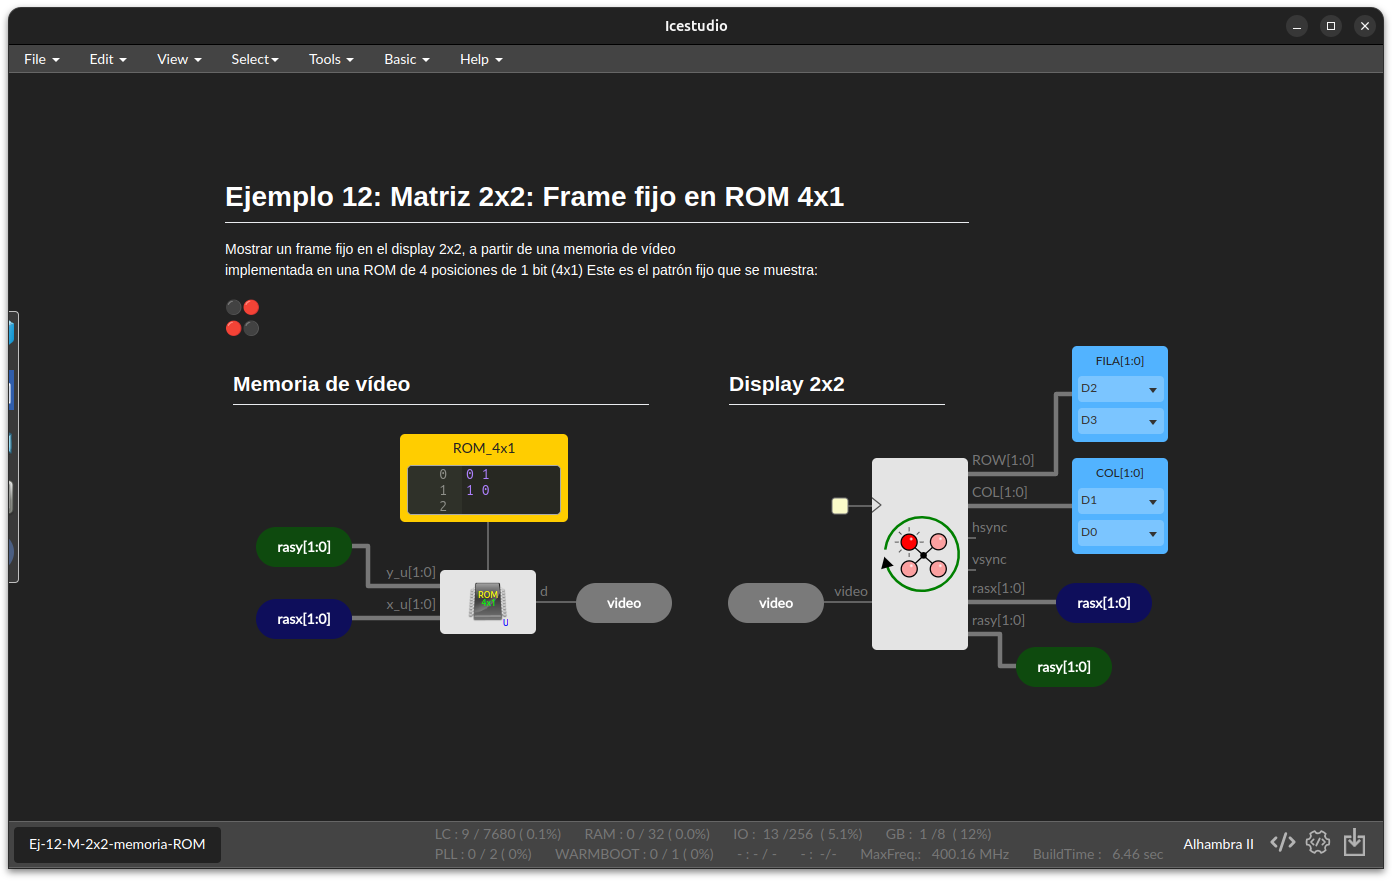 Icestudio
File Edit View Select Tools Basic Help
Ejemplo 12: Matriz 2x2: Frame fijo en ROM 4x1
Mostrar un frame fijo en el display 2x2, a partir de una memoria de vídeo
implementada en una ROM de 4 posiciones de 1 bit (4x1) Este es el patrón fijo que se muestra:
Memoria de vídeo
ROM_4x1
0 0 1
1 1 0
2
rasy[1:0]
y_u[1:0]
rasx[1:0]
x_u[1:0]
ROM
4x1
U
d
video
Display 2x2
FILA[1:0]
D2
D3
COL[1:0]
D1
D0
ROW[1:0]
COL[1:0]
hsync
vsync
rasx[1:0]
rasy[1:0]
video
video
rasx[1:0]
rasy[1:0]
Ej-12-M-2x2-memoria-ROM
LC : 9 / 7680 ( 0.1%) RAM : 0 / 32 ( 0.0%) IO : 13 /256 ( 5.1%) GB : 1 /8 ( 12%)
PLL : 0 / 2 ( 0%) WARMBOOT : 0 / 1 ( 0%) - : - / - - : -/- MaxFreq.: 400.16 MHz BuildTime : 6.46 sec
Alhambra II